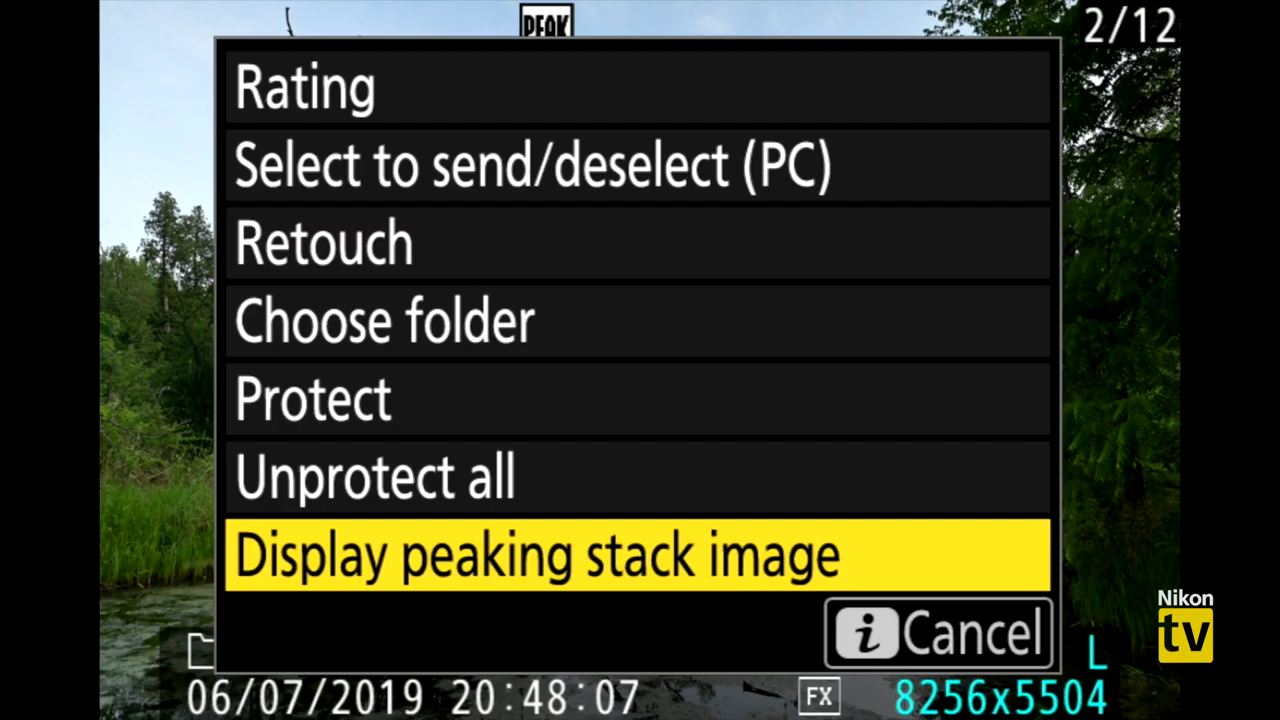 PEAK
2/12
Rating
Select to send/deselect (PC)
Retouch
Choose folder
Protect
Unprotect all
Display peaking stack image
i Cancel
Nikon
tv
L
06/07/2019 20:48:07
FX
8256x5504